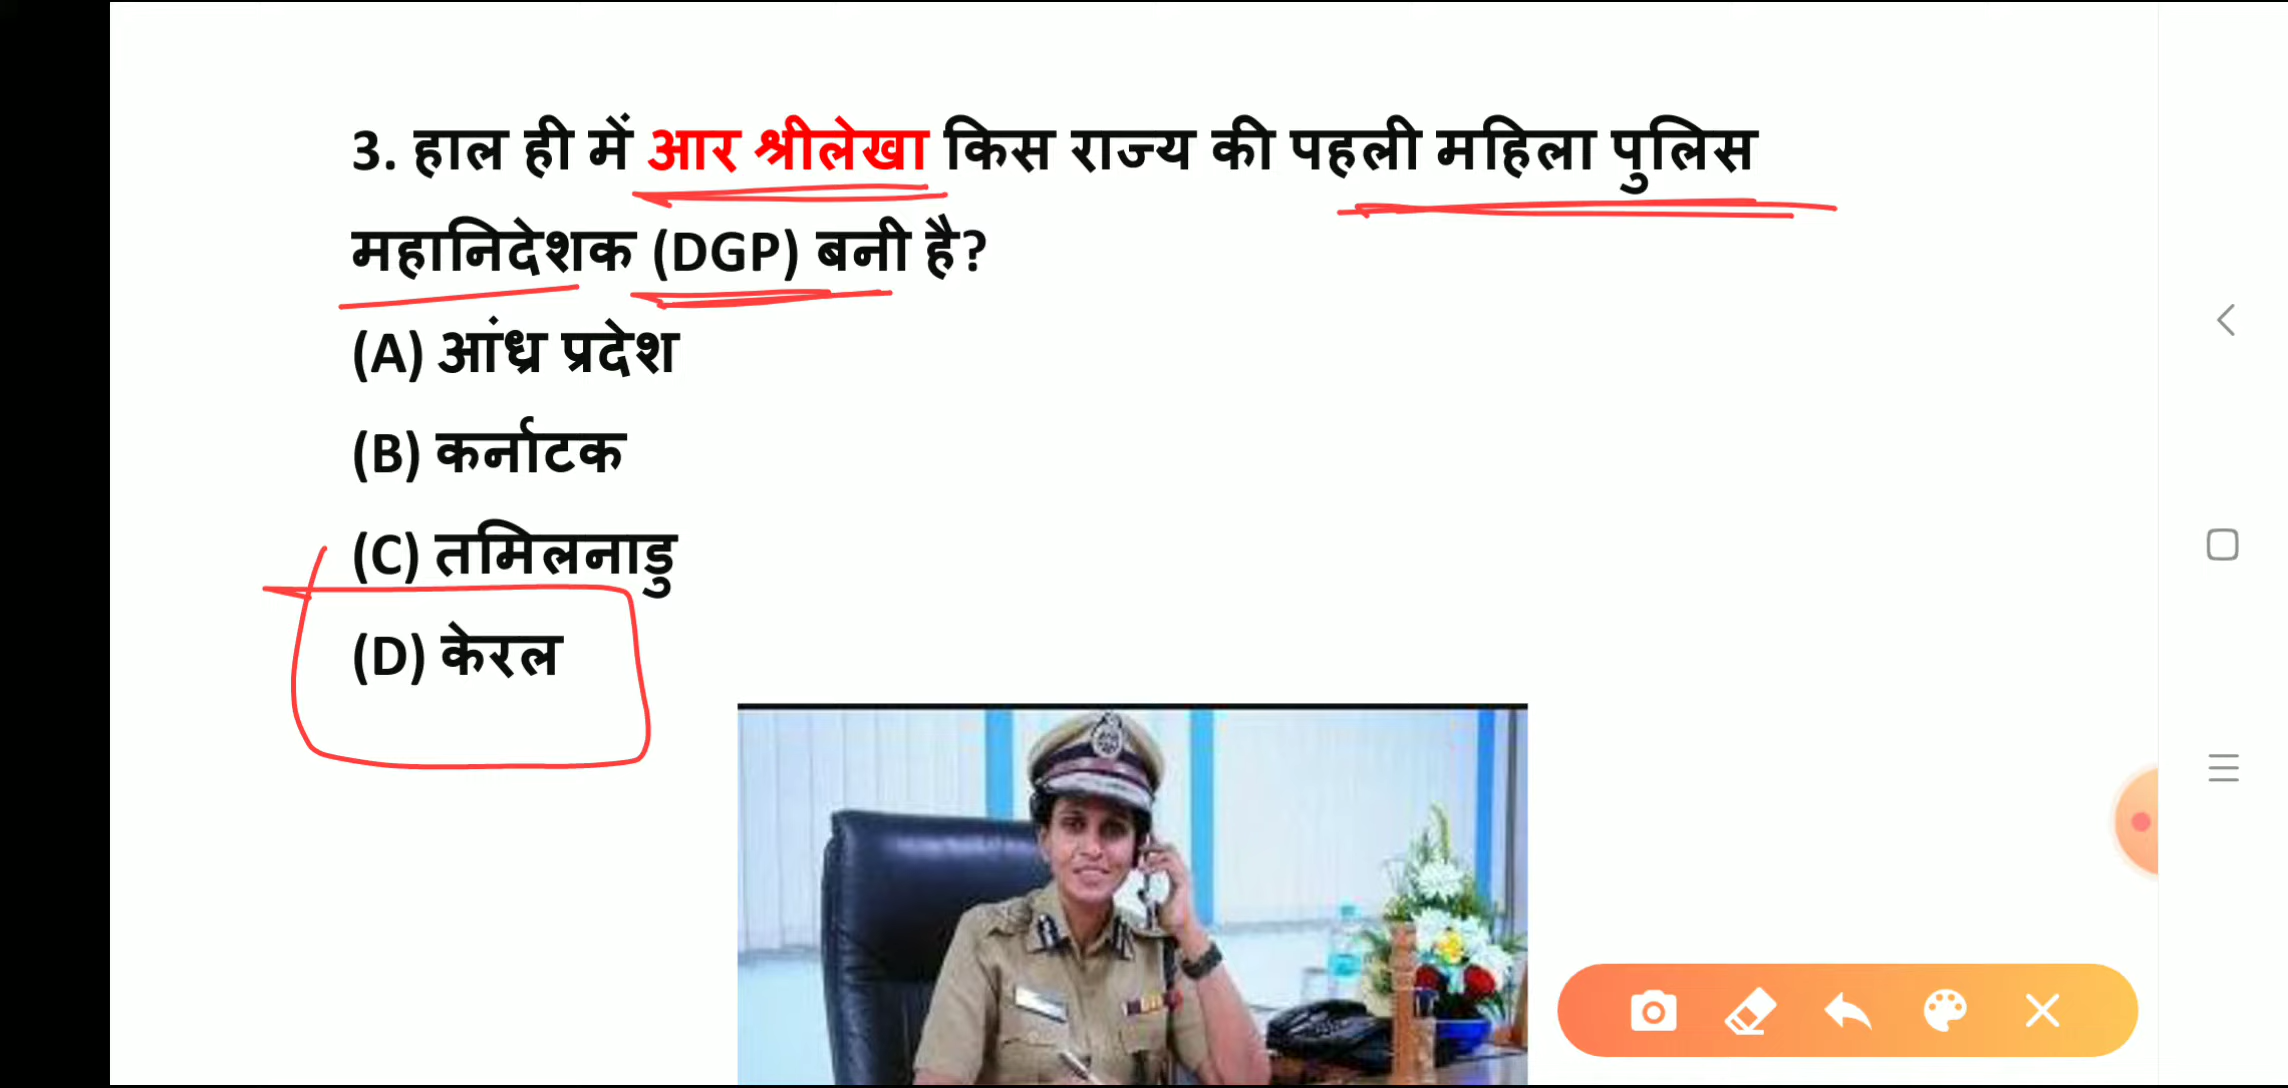 3. हाल ही में आर श्रीलेखा किस राज्य की पहली महिला पुलिस
महानिदेशक (DGP) बनी है?
(A) आंध्र प्रदेश
(B) कर्नाटक
(C) तमिलनाडु
(D) केरल